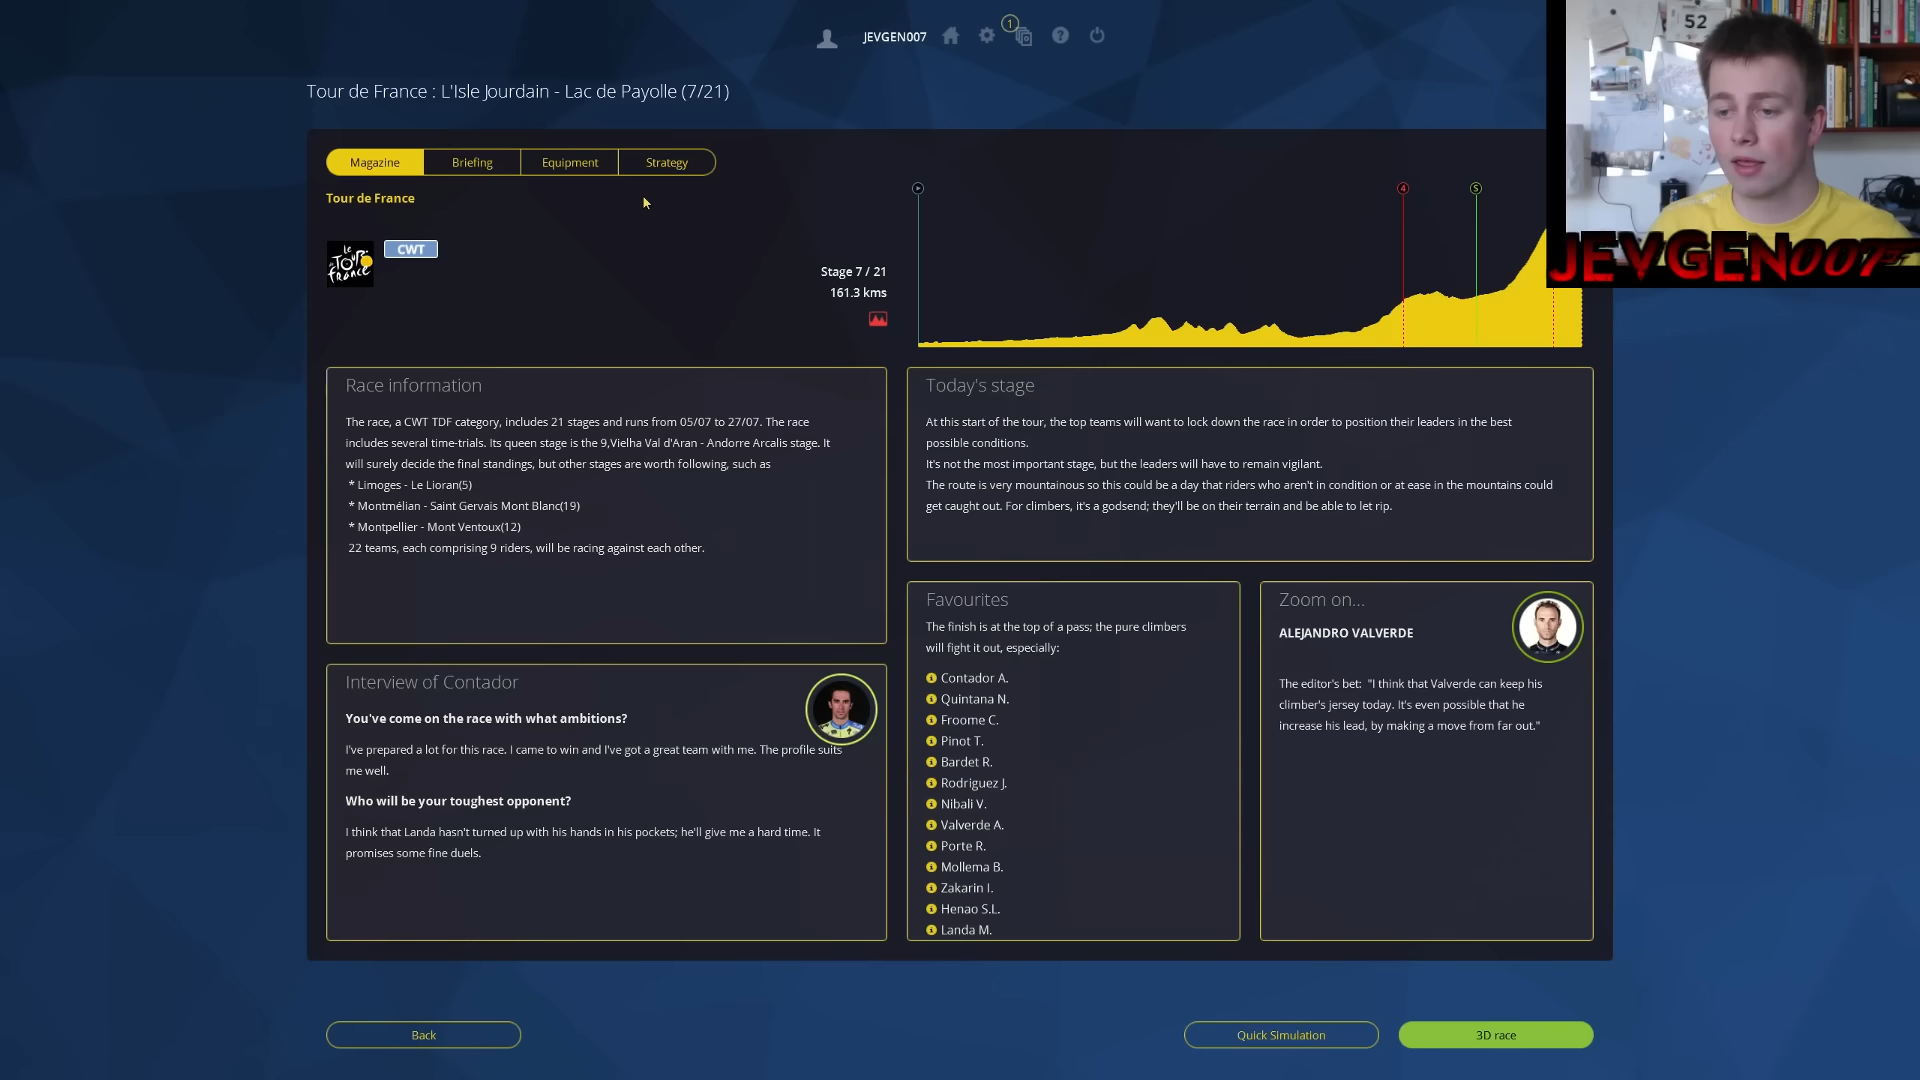 1
JEVGEN007
52
Tour de France : L'Isle Jourdain - Lac de Payolle (7/21)
Magazine
Briefing
Equipment
Strategy
Tour de France
le
TOUR
de
france
CWT
Stage 7 / 21
161.3 kms
4
S
JEVGEN007
Race information
The race, a CWT TDF category, includes 21 stages and runs from 05/07 to 27/07. The race
includes several time-trials. Its queen stage is the 9,Vielha Val d'Aran - Andorre Arcalis stage. It
will surely decide the final standings, but other stages are worth following, such as
* Limoges - Le Lioran(5)
* Montmélian - Saint Gervais Mont Blanc(19)
* Montpellier - Mont Ventoux(12)
22 teams, each comprising 9 riders, will be racing against each other.
Today's stage
At this start of the tour, the top teams will want to lock down the race in order to position their leaders in the best
possible conditions.
It's not the most important stage, but the leaders will have to remain vigilant.
The route is very mountainous so this could be a day that riders who aren't in condition or at ease in the mountains could
get caught out. For climbers, it's a godsend; they'll be on their terrain and be able to let rip.
Interview of Contador
You've come on the race with what ambitions?
I've prepared a lot for this race. I came to win and I've got a great team with me. The profile suits
me well.
Who will be your toughest opponent?
I think that Landa hasn't turned up with his hands in his pockets; he'll give me a hard time. It
promises some fine duels.
Favourites
The finish is at the top of a pass; the pure climbers
will fight it out, especially:
Contador A.
Quintana N.
Froome C.
Pinot T.
Bardet R.
Rodriguez J.
Nibali V.
Valverde A.
Porte R.
Mollema B.
Zakarin I.
Henao S.L.
Landa M.
Zoom on...
ALEJANDRO VALVERDE
The editor's bet: "I think that Valverde can keep his
climber's jersey today. It's even possible that he
increase his lead, by making a move from far out."
Back
Quick Simulation
3D race